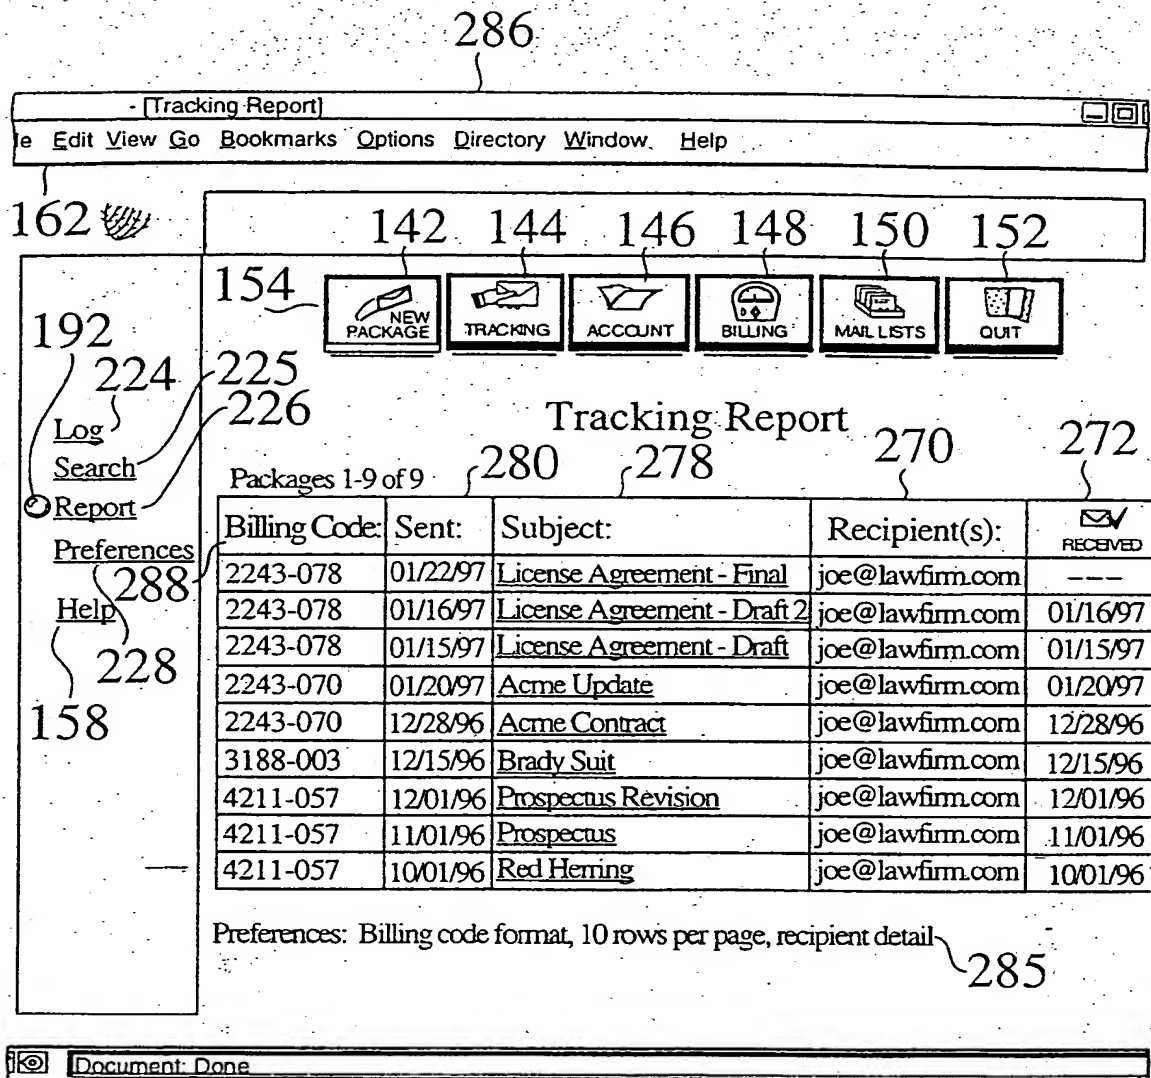 286
- [Tracking Report]
le Edit View Go Bookmarks Options Directory Window Help
162
142 144 146 148 150 152
154
NEW PACKAGE TRACKING ACCOUNT BILLING MAIL LISTS QUIT
192
224 225
226
Log
Search
Report
Preferences
288
Help
228
158
Tracking Report
280 278 270 272
Packages 1-9 of 9
Billing Code: Sent: Subject: Recipient(s): RECEIVED
2243-078 01/22/97 License Agreement - Final joe@lawfirm.com ---
2243-078 01/16/97 License Agreement - Draft 2 joe@lawfirm.com 01/16/97
2243-078 01/15/97 License Agreement - Draft joe@lawfirm.com 01/15/97
2243-070 01/20/97 Acme Update joe@lawfirm.com 01/20/97
2243-070 12/28/96 Acme Contract joe@lawfirm.com 12/28/96
3188-003 12/15/96 Brady Suit joe@lawfirm.com 12/15/96
4211-057 12/01/96 Prospectus Revision joe@lawfirm.com 12/01/96
4211-057 11/01/96 Prospectus joe@lawfirm.com 11/01/96
4211-057 10/01/96 Red Herring joe@lawfirm.com 10/01/96
Preferences: Billing code format, 10 rows per page, recipient detail
285
Document: Done